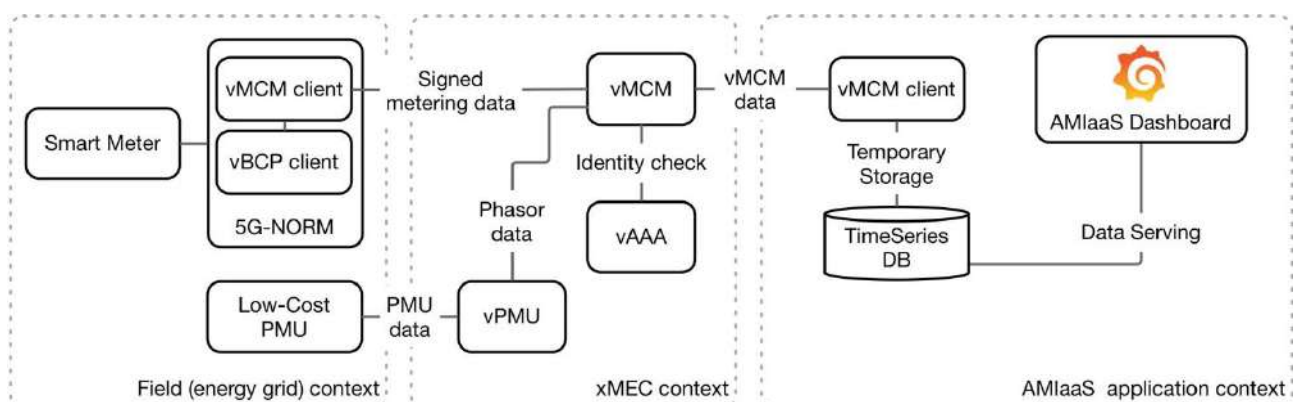 vMCM client
vBCP client
5G-NORM
Smart Meter
Low-Cost
PMU
Field (energy grid) context
Signed
metering data
PMU
data
vMCM
Identity check
vAAA
Phasor
data
vPMU
xMEC context
vMCM
data
vMCM client
Temporary
Storage
TimeSeries
DB
AMIaaS Dashboard
Data Serving
AMIaaS application context